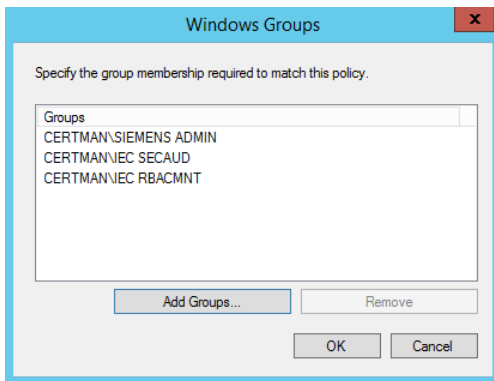 Windows Groups
x
Specify the group membership required to match this policy.
Groups
CERTMAN\SIEMENS ADMIN
CERTMAN\IEC SECAUD
CERTMAN\IEC RBACMNT
Add Groups... Remove
OK Cancel